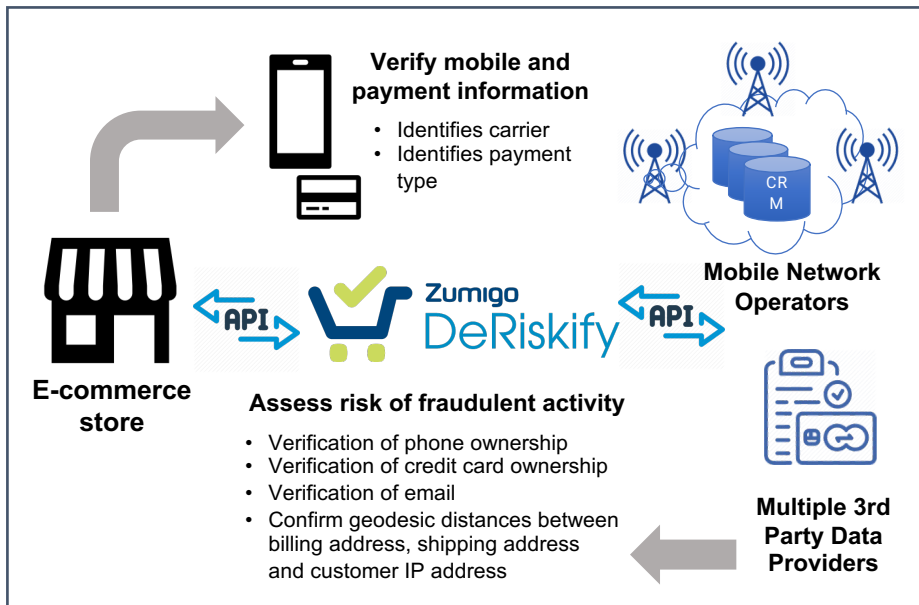 Verify mobile and
payment information
• Identifies carrier
• Identifies payment
type
CR
M
Mobile Network
Operators
API
Zumigo
DeRiskify
API
E-commerce
store
Assess risk of fraudulent activity
• Verification of phone ownership
• Verification of credit card ownership
• Verification of email
• Confirm geodesic distances between
billing address, shipping address
and customer IP address
Multiple 3rd
Party Data
Providers